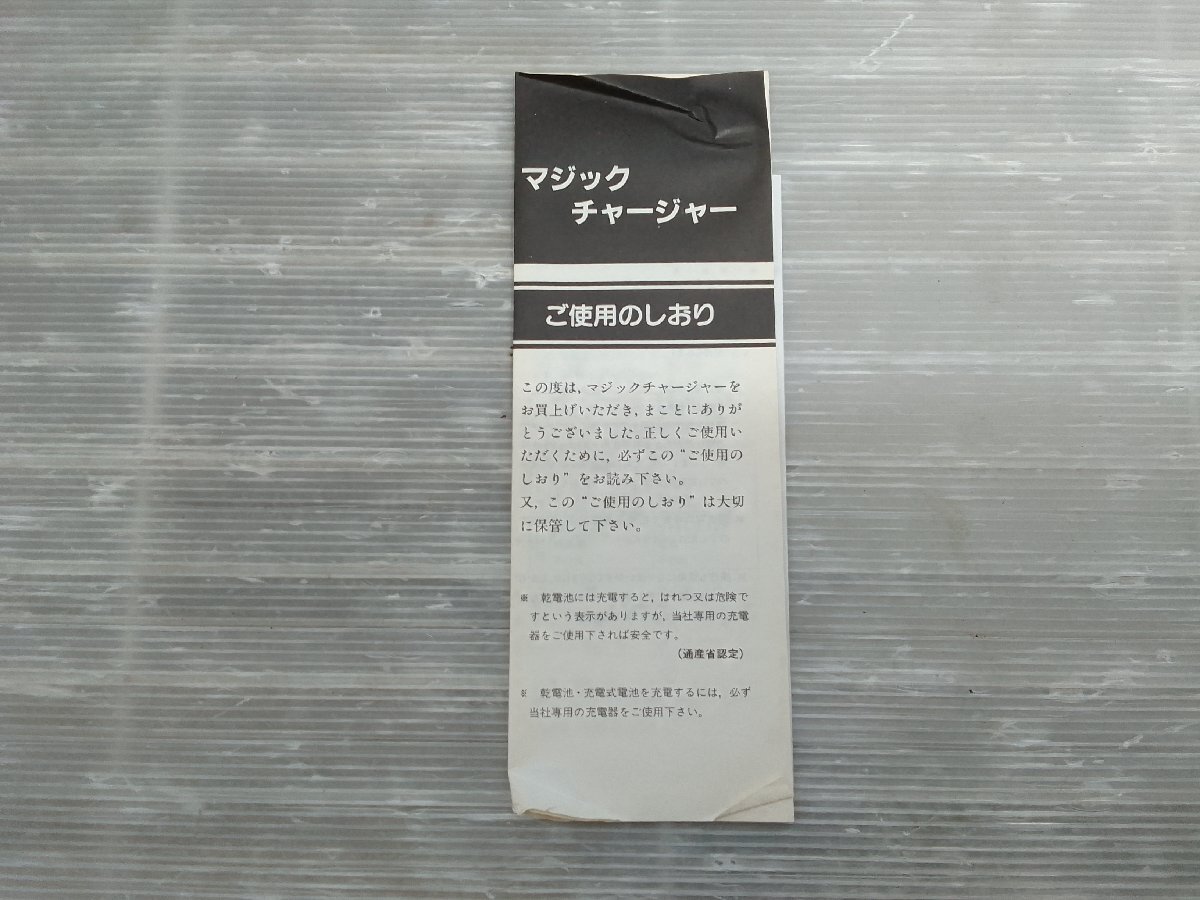 マジック
チャージャー
ご使用のしおり
この度は,マジックチャージャーを
お買上げいただき,まことにありが
とうございました。正しくご使用い
ただくために,必ずこの“ご使用の
しおり”をお読み下さい。
又,この“ご使用のしおり”は大切
に保管して下さい。
※ 乾電池には充電すると,はれつ又は危険で
すという表示がありますが,当社専用の充電
器をご使用下されば安全です。
(通産省認定)
※ 乾電池・充電式電池を充電するには,必ず
当社専用の充電器をご使用下さい。